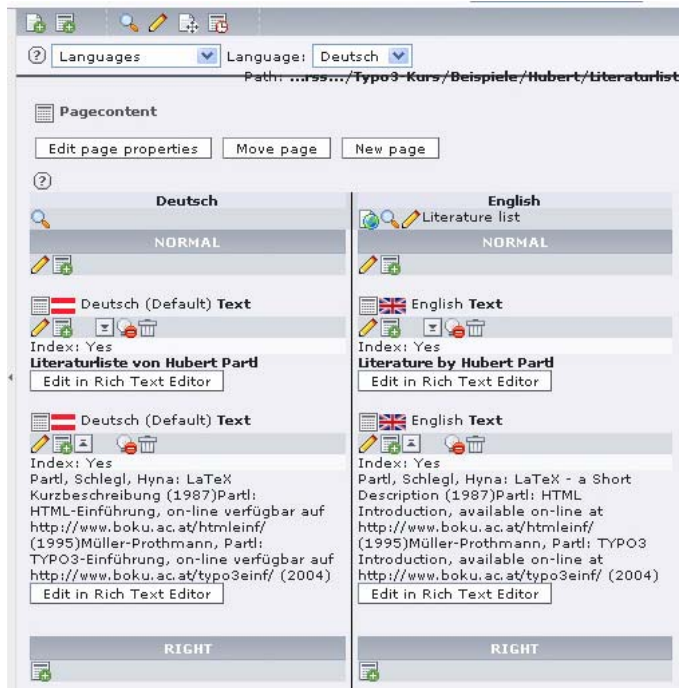 Languages Language: Deutsch
Path: ...rss.../Typo3-Kurs/Beispiele/Hubert/Literaturlist
Pagecontent
Edit page properties Move page New page
Deutsch
NORMAL
Deutsch (Default) Text
Index: Yes
Literaturliste von Hubert Partl
Edit in Rich Text Editor
Deutsch (Default) Text
Index: Yes
Partl, Schlegl, Hyna: LaTeX
Kurzbeschreibung (1987)Partl:
HTML-Einführung, on-line verfügbar auf
http://www.boku.ac.at/htmleinf/
(1995)Müller-Prothmann, Partl:
TYPO3-Einführung, on-line verfügbar auf
http://www.boku.ac.at/typo3einf/ (2004)
Edit in Rich Text Editor
RIGHT
English
Literature list
NORMAL
English Text
Index: Yes
Literature by Hubert Partl
Edit in Rich Text Editor
English Text
Index: Yes
Partl, Schlegl, Hyna: LaTeX - a Short
Description (1987)Partl: HTML
Introduction, available on-line at
http://www.boku.ac.at/htmleinf/
(1995)Müller-Prothmann, Partl: TYPO3
Introduction, available on-line at
http://www.boku.ac.at/typo3einf/ (2004)
Edit in Rich Text Editor
RIGHT